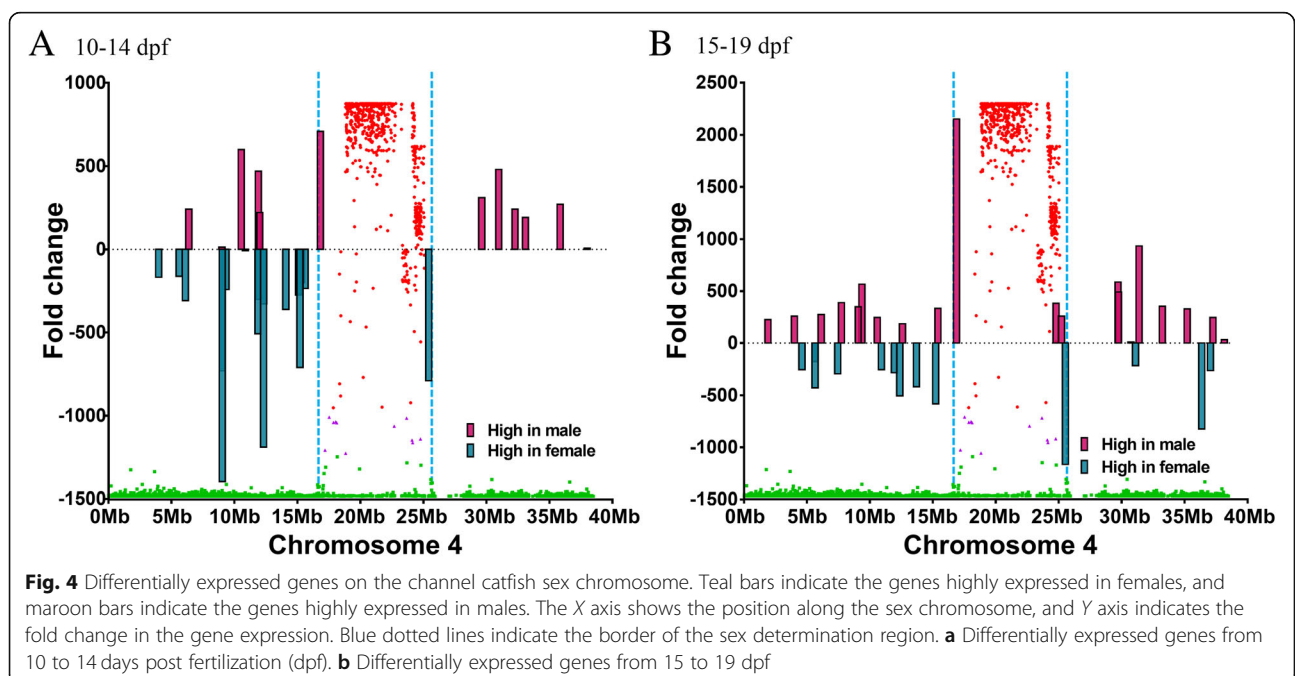 A 10-14 dpf
1000
500
0
-500
-1000
-1500
Fold change
High in male
High in female
0Mb 5Mb 10Mb 15Mb 20Mb 25Mb 30Mb 35Mb 40Mb
Chromosome 4
B 15-19 dpf
2500
2000
1500
1000
500
0
-500
-1000
-1500
Fold change
High in male
High in female
0Mb 5Mb 10Mb 15Mb 20Mb 25Mb 30Mb 35Mb 40Mb
Chromosome 4
Fig. 4 Differentially expressed genes on the channel catfish sex chromosome. Teal bars indicate the genes highly expressed in females, and
maroon bars indicate the genes highly expressed in males. The X axis shows the position along the sex chromosome, and Y axis indicates the
fold change in the gene expression. Blue dotted lines indicate the border of the sex determination region. a Differentially expressed genes from
10 to 14 days post fertilization (dpf). b Differentially expressed genes from 15 to 19 dpf